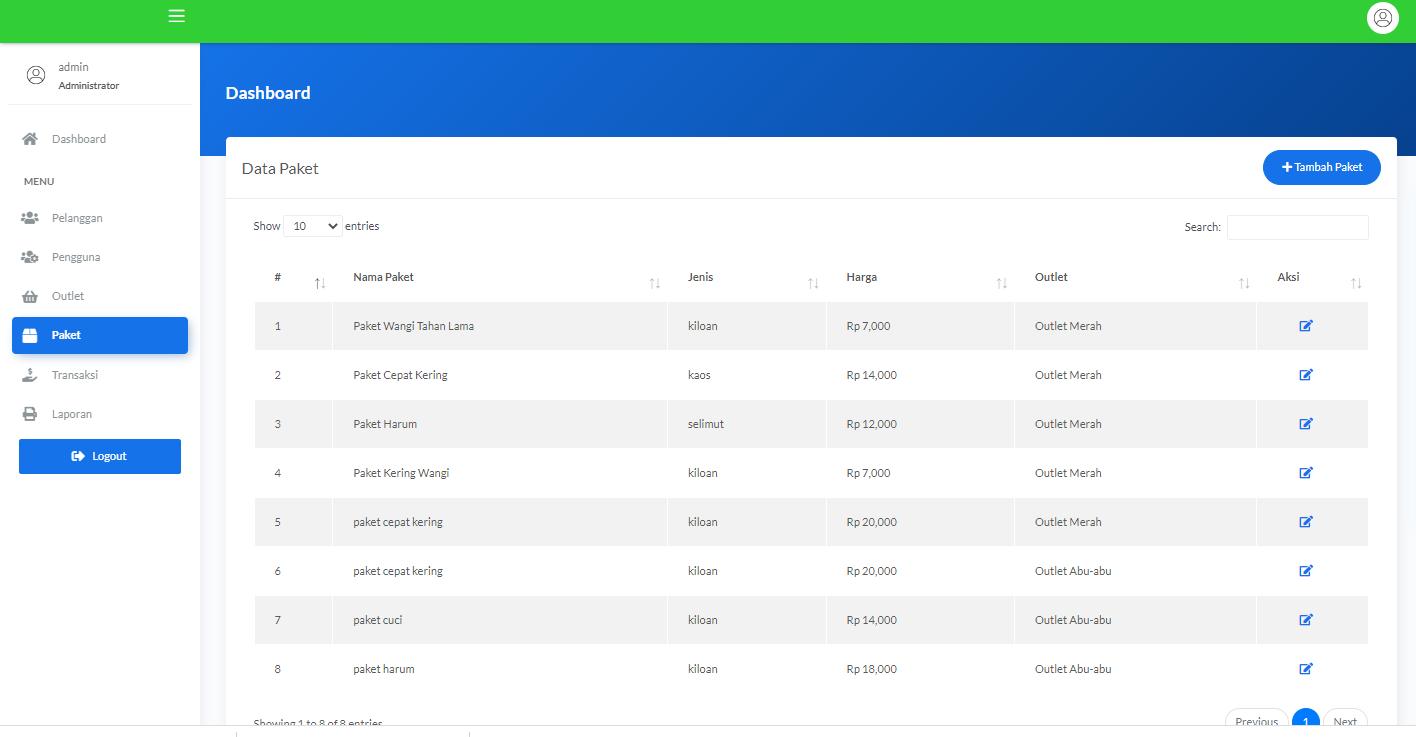 admin
Administrator
Dashboard
MENU
Pelanggan
Pengguna
Outlet
Paket
Transaksi
Laporan
Logout
Dashboard
Data Paket
Tambah Paket
Show 10 entries
Search:
# Nama Paket Jenis Harga Outlet Aksi
1 Paket Wangi Tahan Lama kiloan Rp 7,000 Outlet Merah
2 Paket Cepat Kering kaos Rp 14,000 Outlet Merah
3 Paket Harum selimut Rp 12,000 Outlet Merah
4 Paket Kering Wangi kiloan Rp 7,000 Outlet Merah
5 paket cepat kering kiloan Rp 20,000 Outlet Merah
6 paket cepat kering kiloan Rp 20,000 Outlet Abu-abu
7 paket cuci kiloan Rp 14,000 Outlet Abu-abu
8 paket harum kiloan Rp 18,000 Outlet Abu-abu
Showing 1 to 8 of 8 entries
Previous 1 Next